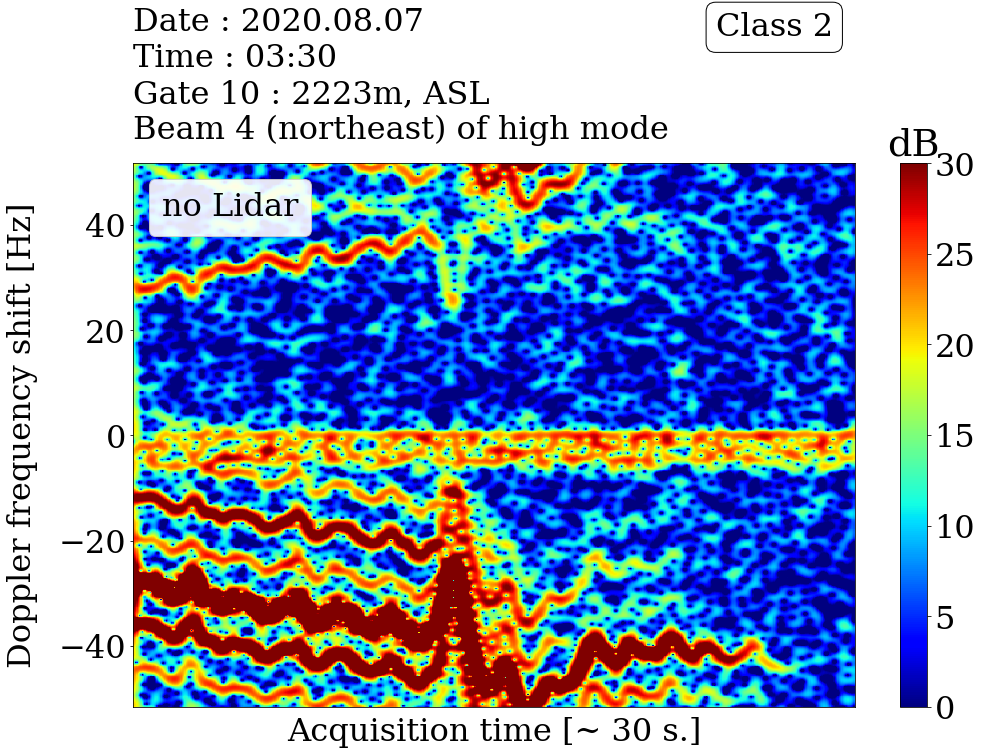 Date : 2020.08.07
Time : 03:30
Gate 10 : 2223m, ASL
Beam 4 (northeast) of high mode
Class 2
dB
no Lidar
Doppler frequency shift [Hz]
40
20
0
−20
−40
Acquisition time [~ 30 s.]
30
25
20
15
10
5
0